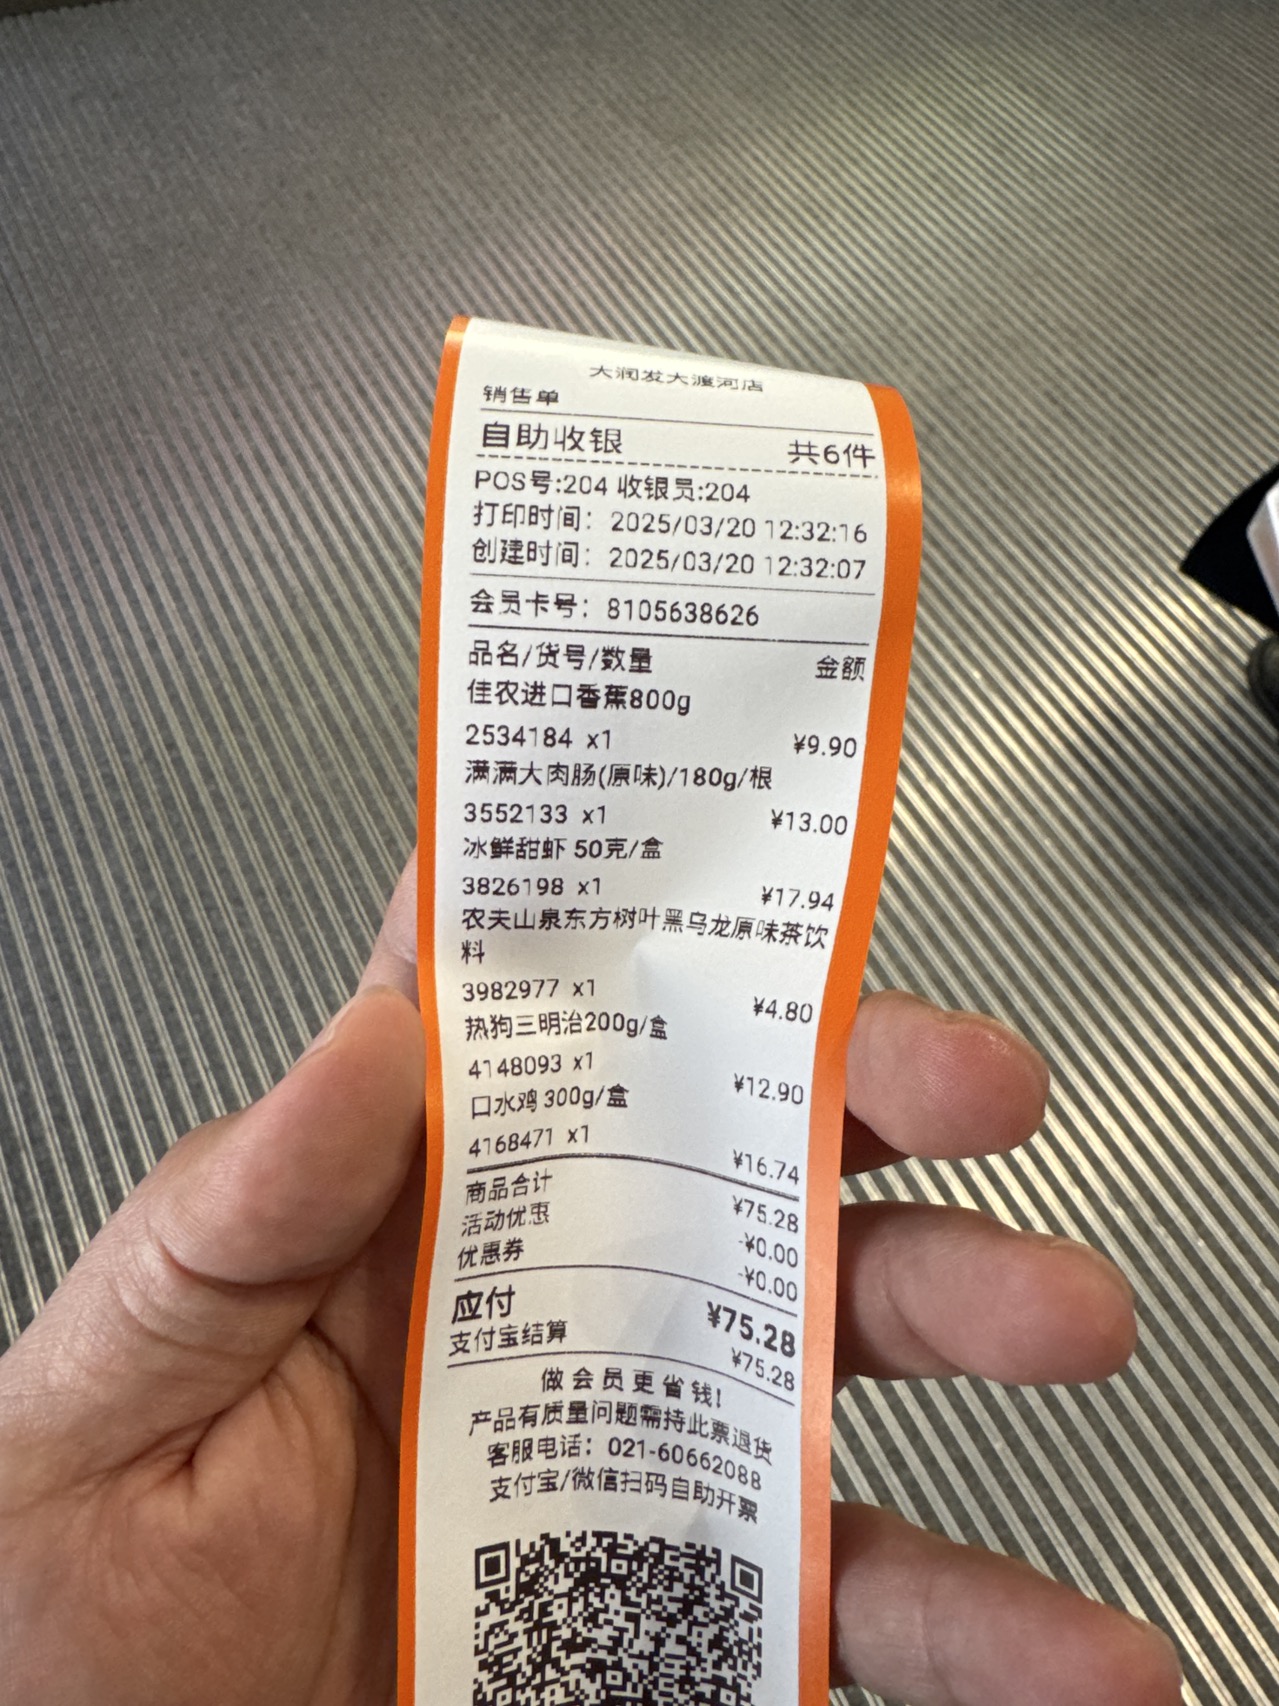 大润发大渡河店
销售单
自助收银 共6件
POS号:204 收银员:204
打印时间： 2025/03/20 12:32:16
创建时间： 2025/03/20 12:32:07
会员卡号： 8105638626
品名/货号/数量 金额
佳农进口香蕉800g
2534184 x1 ¥9.90
满满大肉肠(原味)/180g/根
3552133 x1 ¥13.00
冰鲜甜虾 50克/盒
3826198 x1 ¥17.94
农夫山泉东方树叶黑乌龙原味茶饮
料
3982977 x1 ¥4.80
热狗三明治200g/盒
4148093 x1 ¥12.90
口水鸡 300g/盒
4168471 x1 ¥16.74
商品合计 ¥75.28
活动优惠 -¥0.00
优惠券 -¥0.00
应付 ¥75.28
支付宝结算 ¥75.28
做会员更省钱!
产品有质量问题需持此票退货
客服电话： 021-60662088
支付宝/微信扫码自助开票